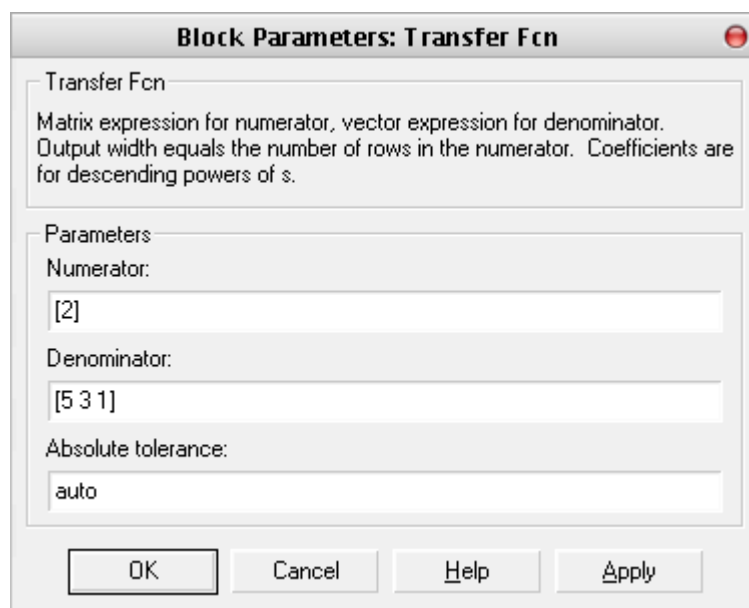 Block Parameters: Transfer Fcn
Transfer Fcn
Matrix expression for numerator, vector expression for denominator.
Output width equals the number of rows in the numerator.  Coefficients are
for descending powers of s.
Parameters
Numerator:
[2]
Denominator:
[5 3 1]
Absolute tolerance:
auto
OK Cancel Help Apply